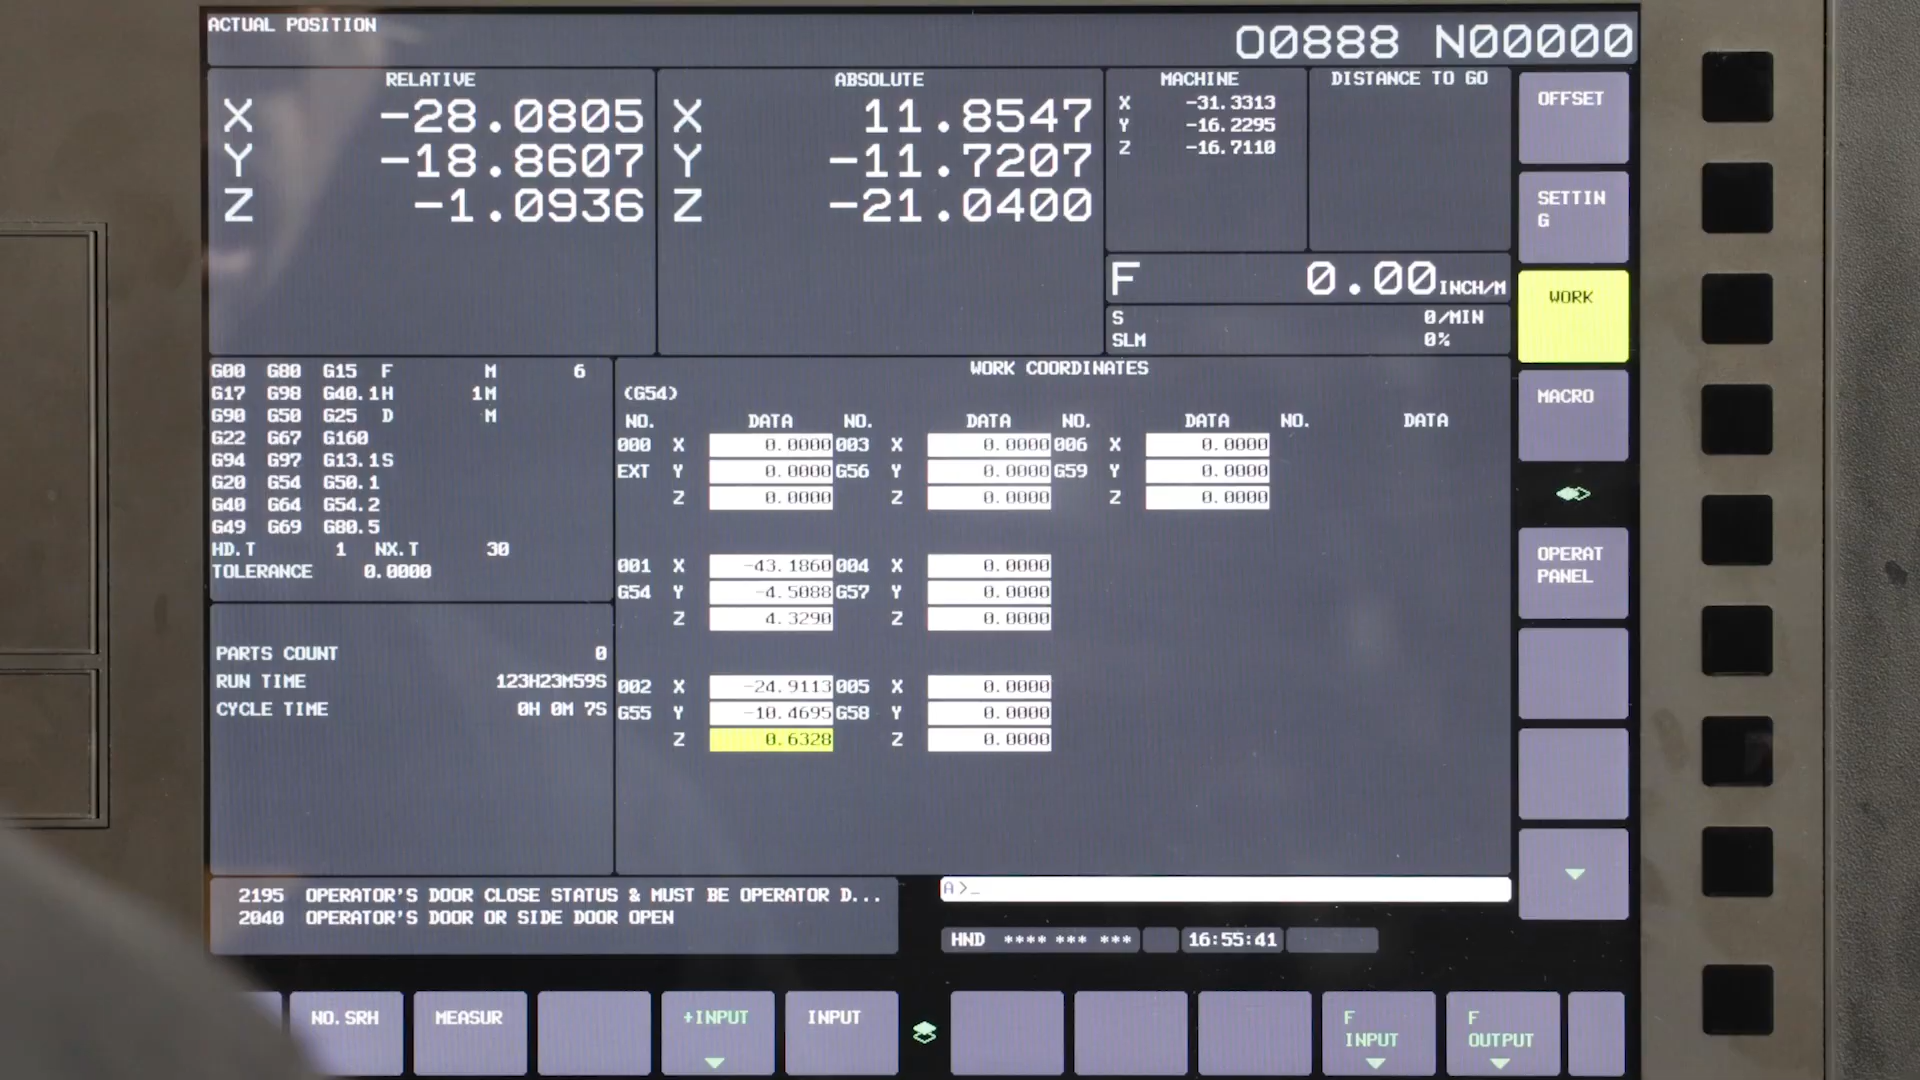 ACTUAL POSITION
O0888 N00000
RELATIVE
X -28.0805
Y -18.8607
Z -1.0936
ABSOLUTE
X 11.8547
Y -11.7207
Z -21.0400
MACHINE
X -31.3313
Y -16.2295
Z -16.7110
DISTANCE TO GO
F 0.00 INCH/M
S 0/MIN
SLM 0%
G00 G80 G15 F M 6
G17 G98 G40.1 H 1 M
G90 G50 G25 D M
G22 G67 G160
G94 G97 G13.1 S
G20 G54 G50.1
G40 G64 G54.2
G49 G69 G80.5
HD.T 1 NX.T 30
TOLERANCE 0.0000
PARTS COUNT 0
RUN TIME 123H23M59S
CYCLE TIME 0H 0M 7S
WORK COORDINATES
(G54)
NO. DATA NO. DATA NO. DATA NO. DATA
000 X 0.0000 003 X 0.0000 006 X 0.0000
EXT Y 0.0000 G56 Y 0.0000 G59 Y 0.0000
Z 0.0000 Z 0.0000 Z 0.0000
001 X -43.1860 004 X 0.0000
G54 Y -4.5088 G57 Y 0.0000
Z 4.3290 Z 0.0000
002 X -24.9113 005 X 0.0000
G55 Y -10.4695 G58 Y 0.0000
Z 0.6328 Z 0.0000
2195 OPERATOR'S DOOR CLOSE STATUS & MUST BE OPERATOR D...
2040 OPERATOR'S DOOR OR SIDE DOOR OPEN
A>_
HND **** *** *** 16:55:41
OFFSET
SETTIN
G
WORK
MACRO
OPERAT
PANEL
NO.SRH
MEASUR
+INPUT
INPUT
F
INPUT
F
OUTPUT